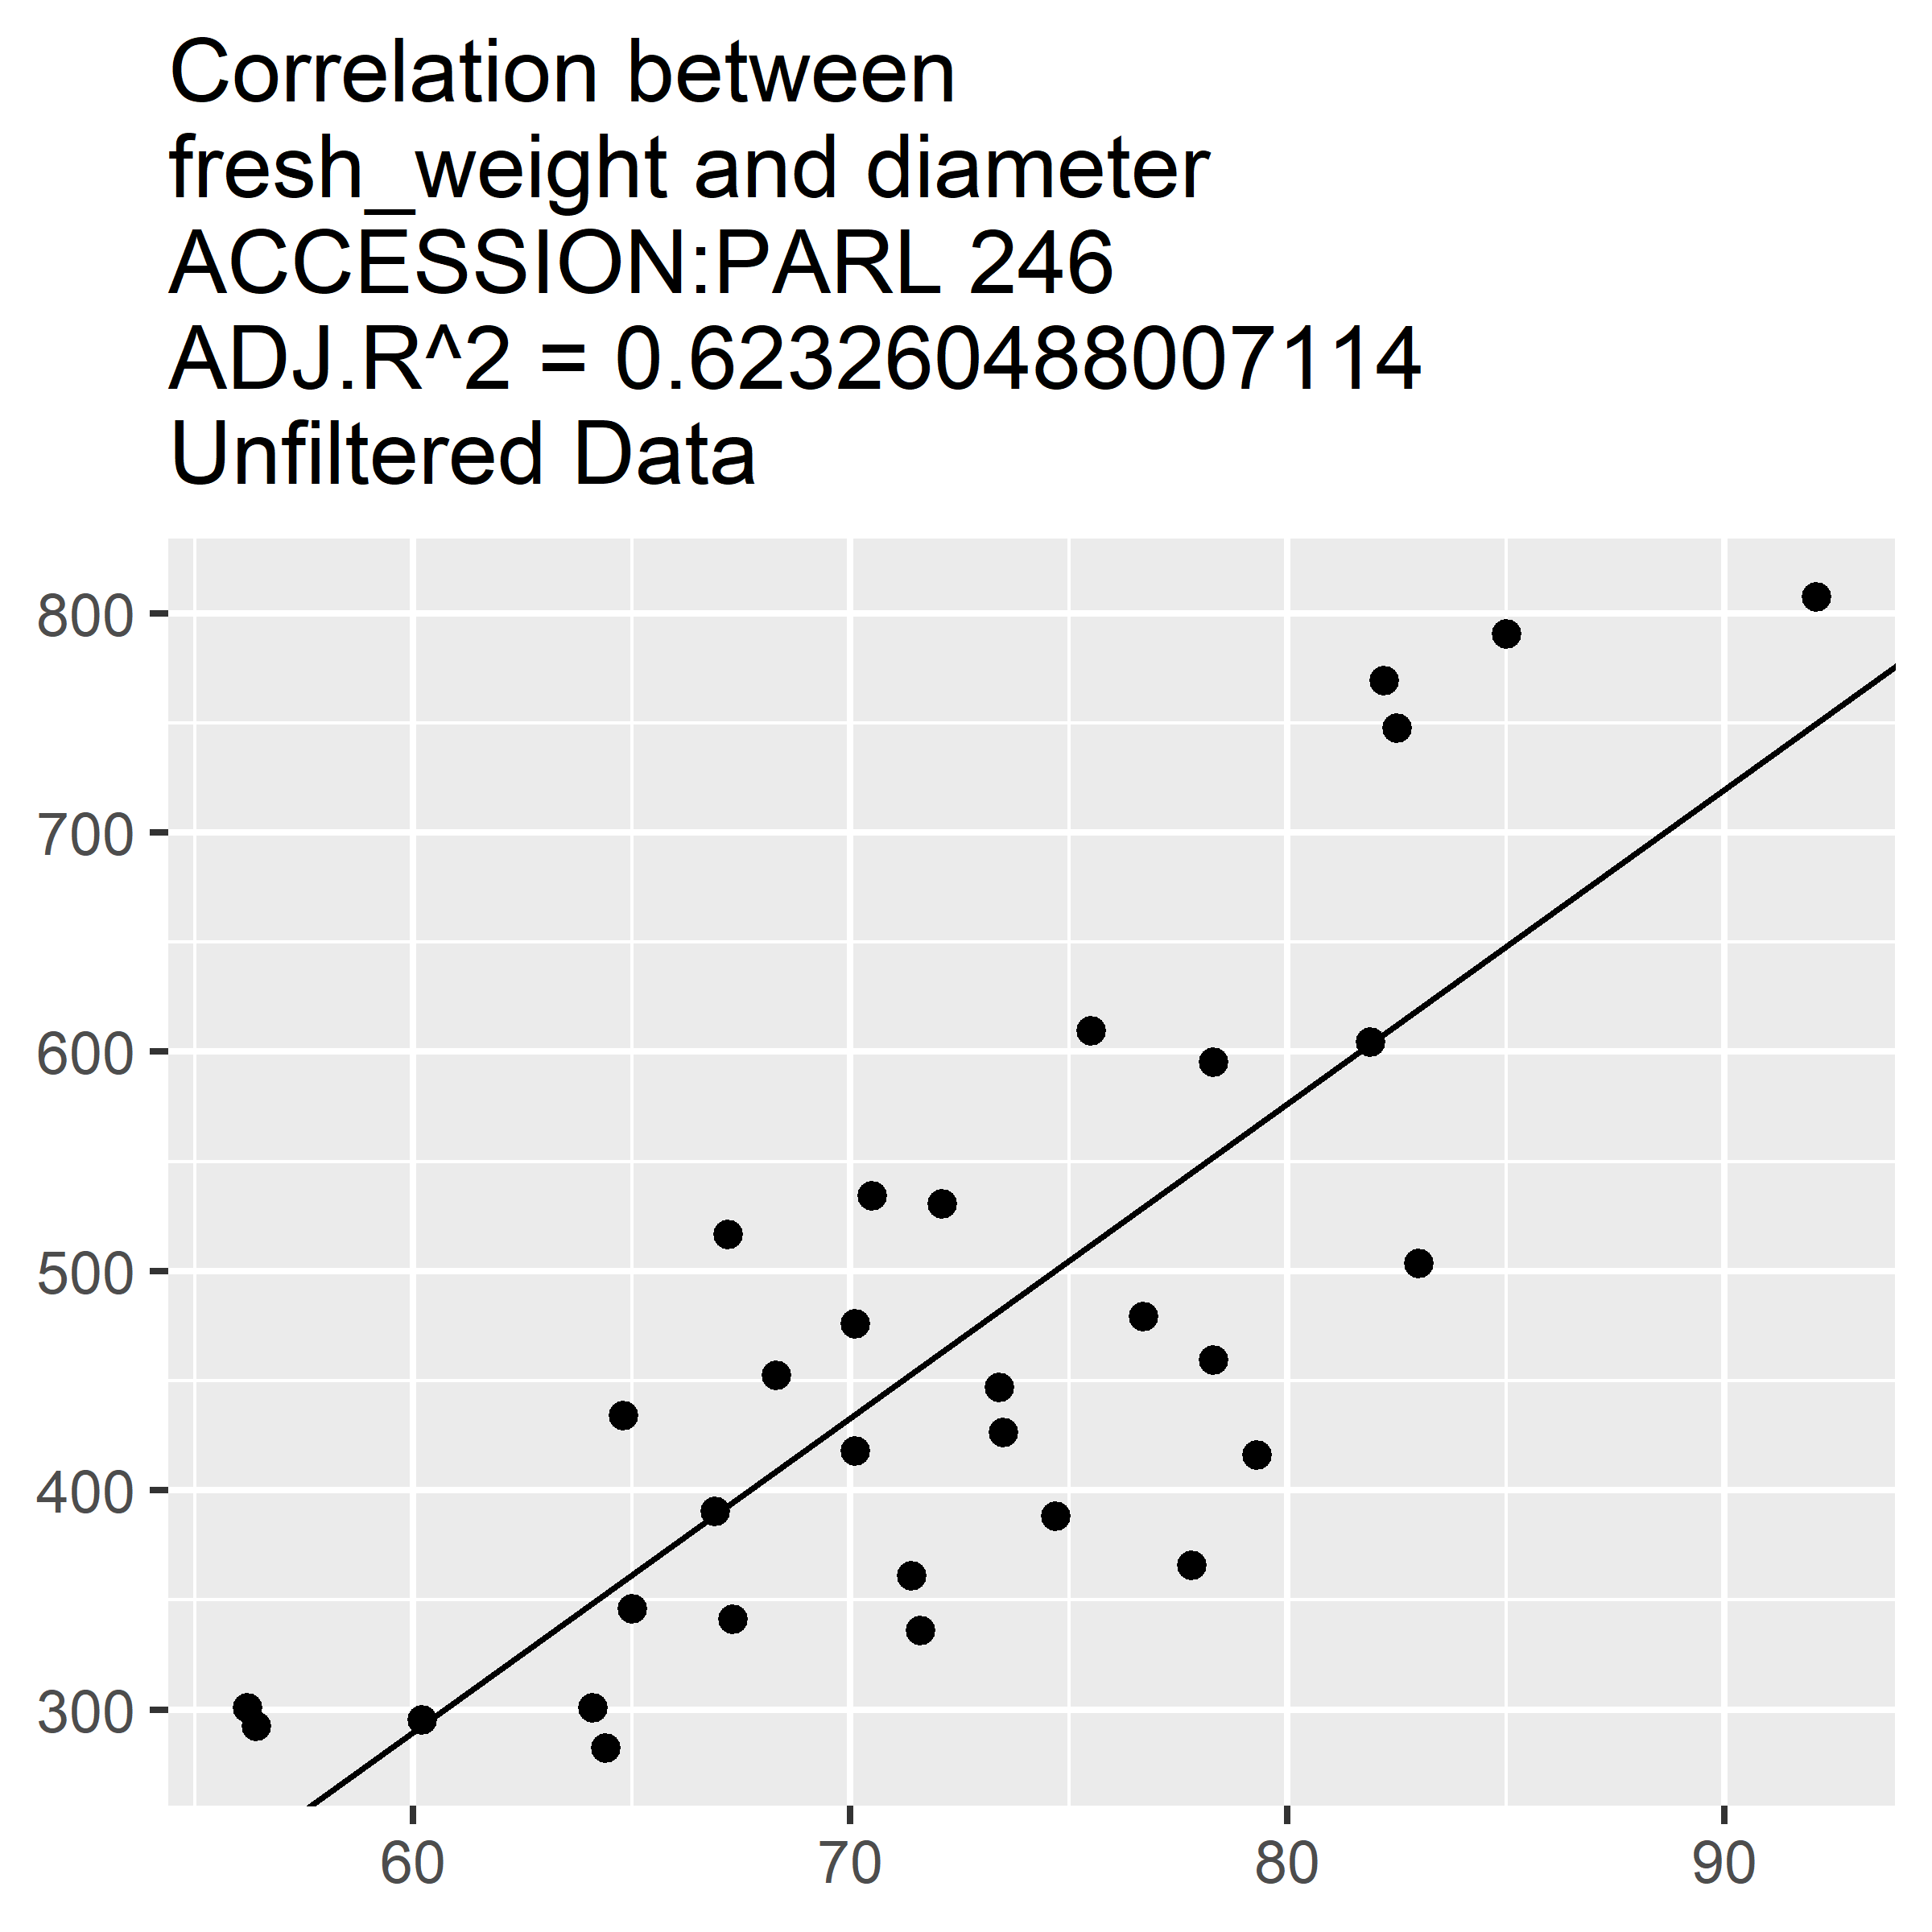 Correlation between
fresh_weight and diameter
ACCESSION:PARL 246
ADJ.R^2 = 0.623260488007114
Unfiltered Data
800
700
600
500
400
300
60 70 80 90